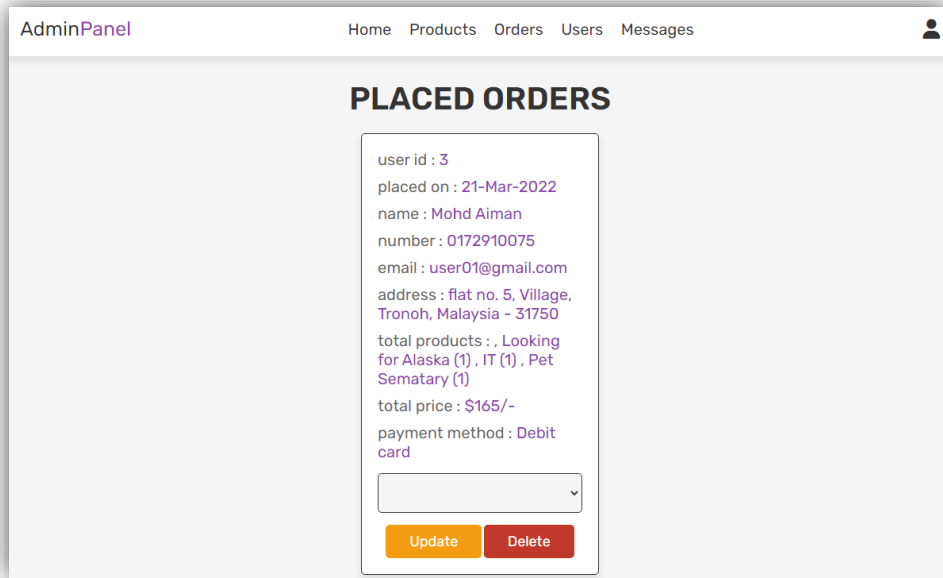 AdminPanel
Home Products Orders Users Messages
PLACED ORDERS
user id : 3
placed on : 21-Mar-2022
name : Mohd Aiman
number : 0172910075
email : user01@gmail.com
address : flat no. 5, Village,
Tronoh, Malaysia - 31750
total products : , Looking
for Alaska (1) , IT (1) , Pet
Sematary (1)
total price : $165/-
payment method : Debit
card
Update Delete